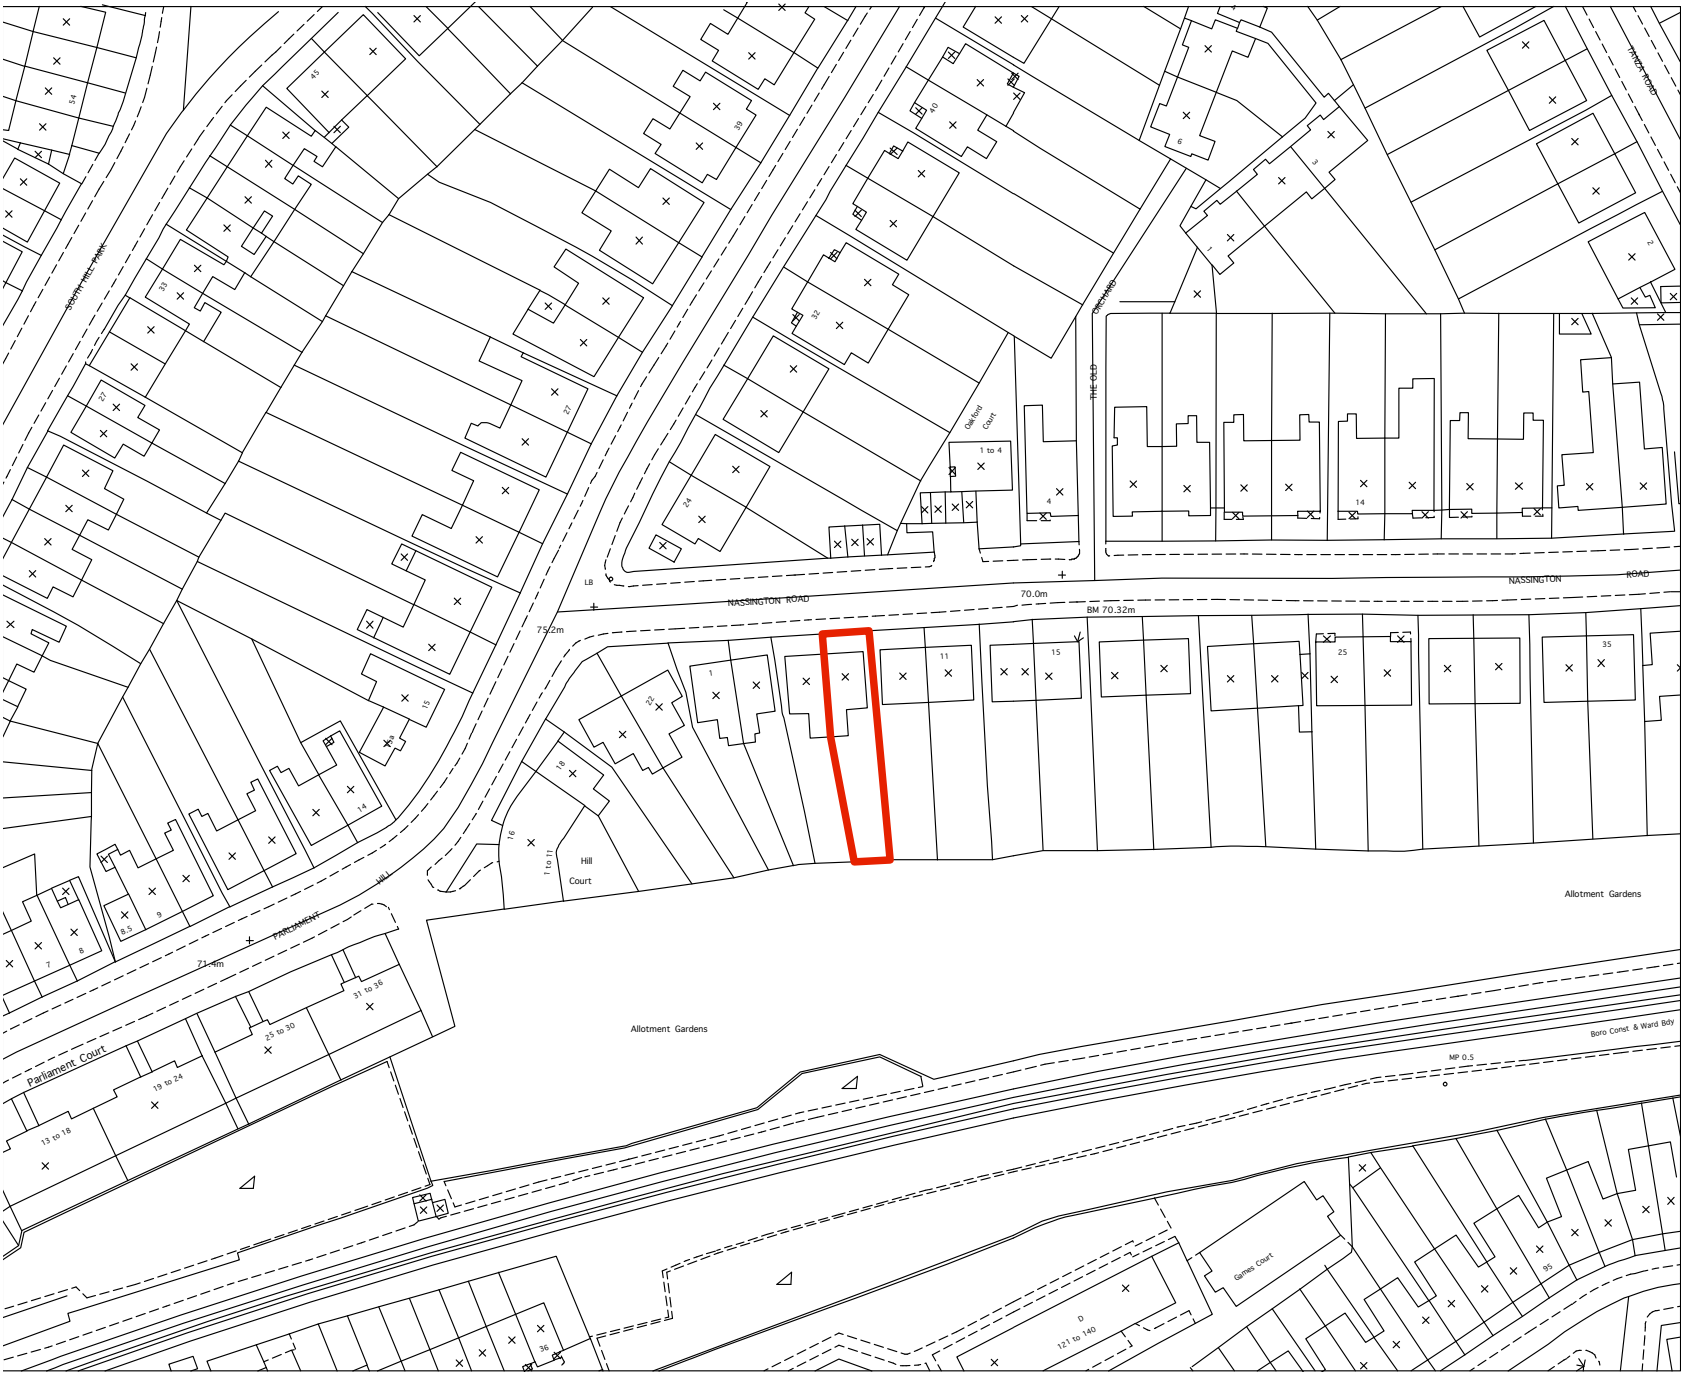 54
45
39
40
6
TANZA ROAD
3
1
2
SOUTH HILL PARK
33
32
ORCHARD
THE OLD
27
27
Oakford
Court
1 to 4
24
4
14
LB
NASSINGTON ROAD
70.0m
NASSINGTON
ROAD
BM 70.32m
75.2m
1
11
15
25
35
22
15
18
14
16
1 to 11
Hill
Court
HILL
PARLIAMENT
71.4m
9
8.5
8
7
Allotment Gardens
31 to 36
25 to 30
Allotment Gardens
Parliament Court
19 to 24
13 to 18
Boro Const & Ward Bdy
MP 0.5
Games Court
95
D
121 to 140
36